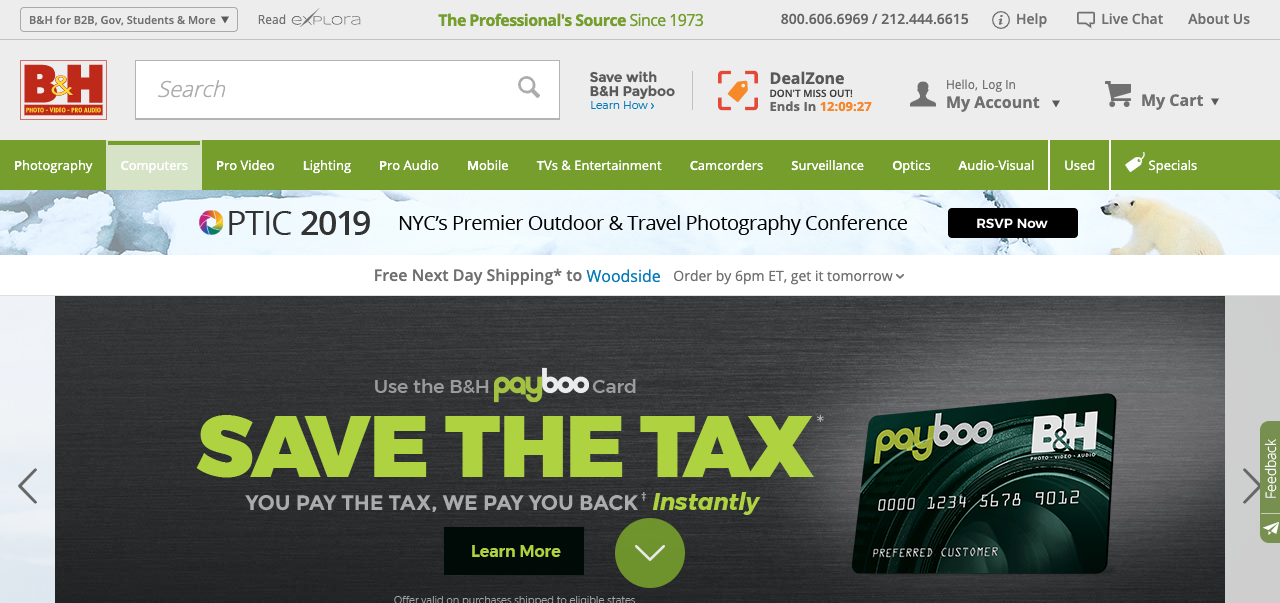 B&H for B2B, Gov, Students & More ▼
Read explora
The Professional's Source Since 1973
800.606.6969 / 212.444.6615
Help
Live Chat
About Us
B&H
PHOTO - VIDEO - PRO AUDIO
Search
Save with
B&H Payboo
Learn How ›
DealZone
DON'T MISS OUT!
Ends In 12:09:27
Hello, Log In
My Account ▼
My Cart ▼
Photography
Computers
Pro Video
Lighting
Pro Audio
Mobile
TVs & Entertainment
Camcorders
Surveillance
Optics
Audio-Visual
Used
Specials
OPTIC 2019
NYC's Premier Outdoor & Travel Photography Conference
RSVP Now
Free Next Day Shipping* to Woodside Order by 6pm ET, get it tomorrow
Use the B&H payboo Card
SAVE THE TAX*
YOU PAY THE TAX, WE PAY YOU BACK‡ Instantly
Learn More
Offer valid on purchases shipped to eligible states
payboo
B&H
PHOTO - VIDEO - PRO AUDIO
0000 1234 5678 9012
PREFERRED CUSTOMER
Feedback